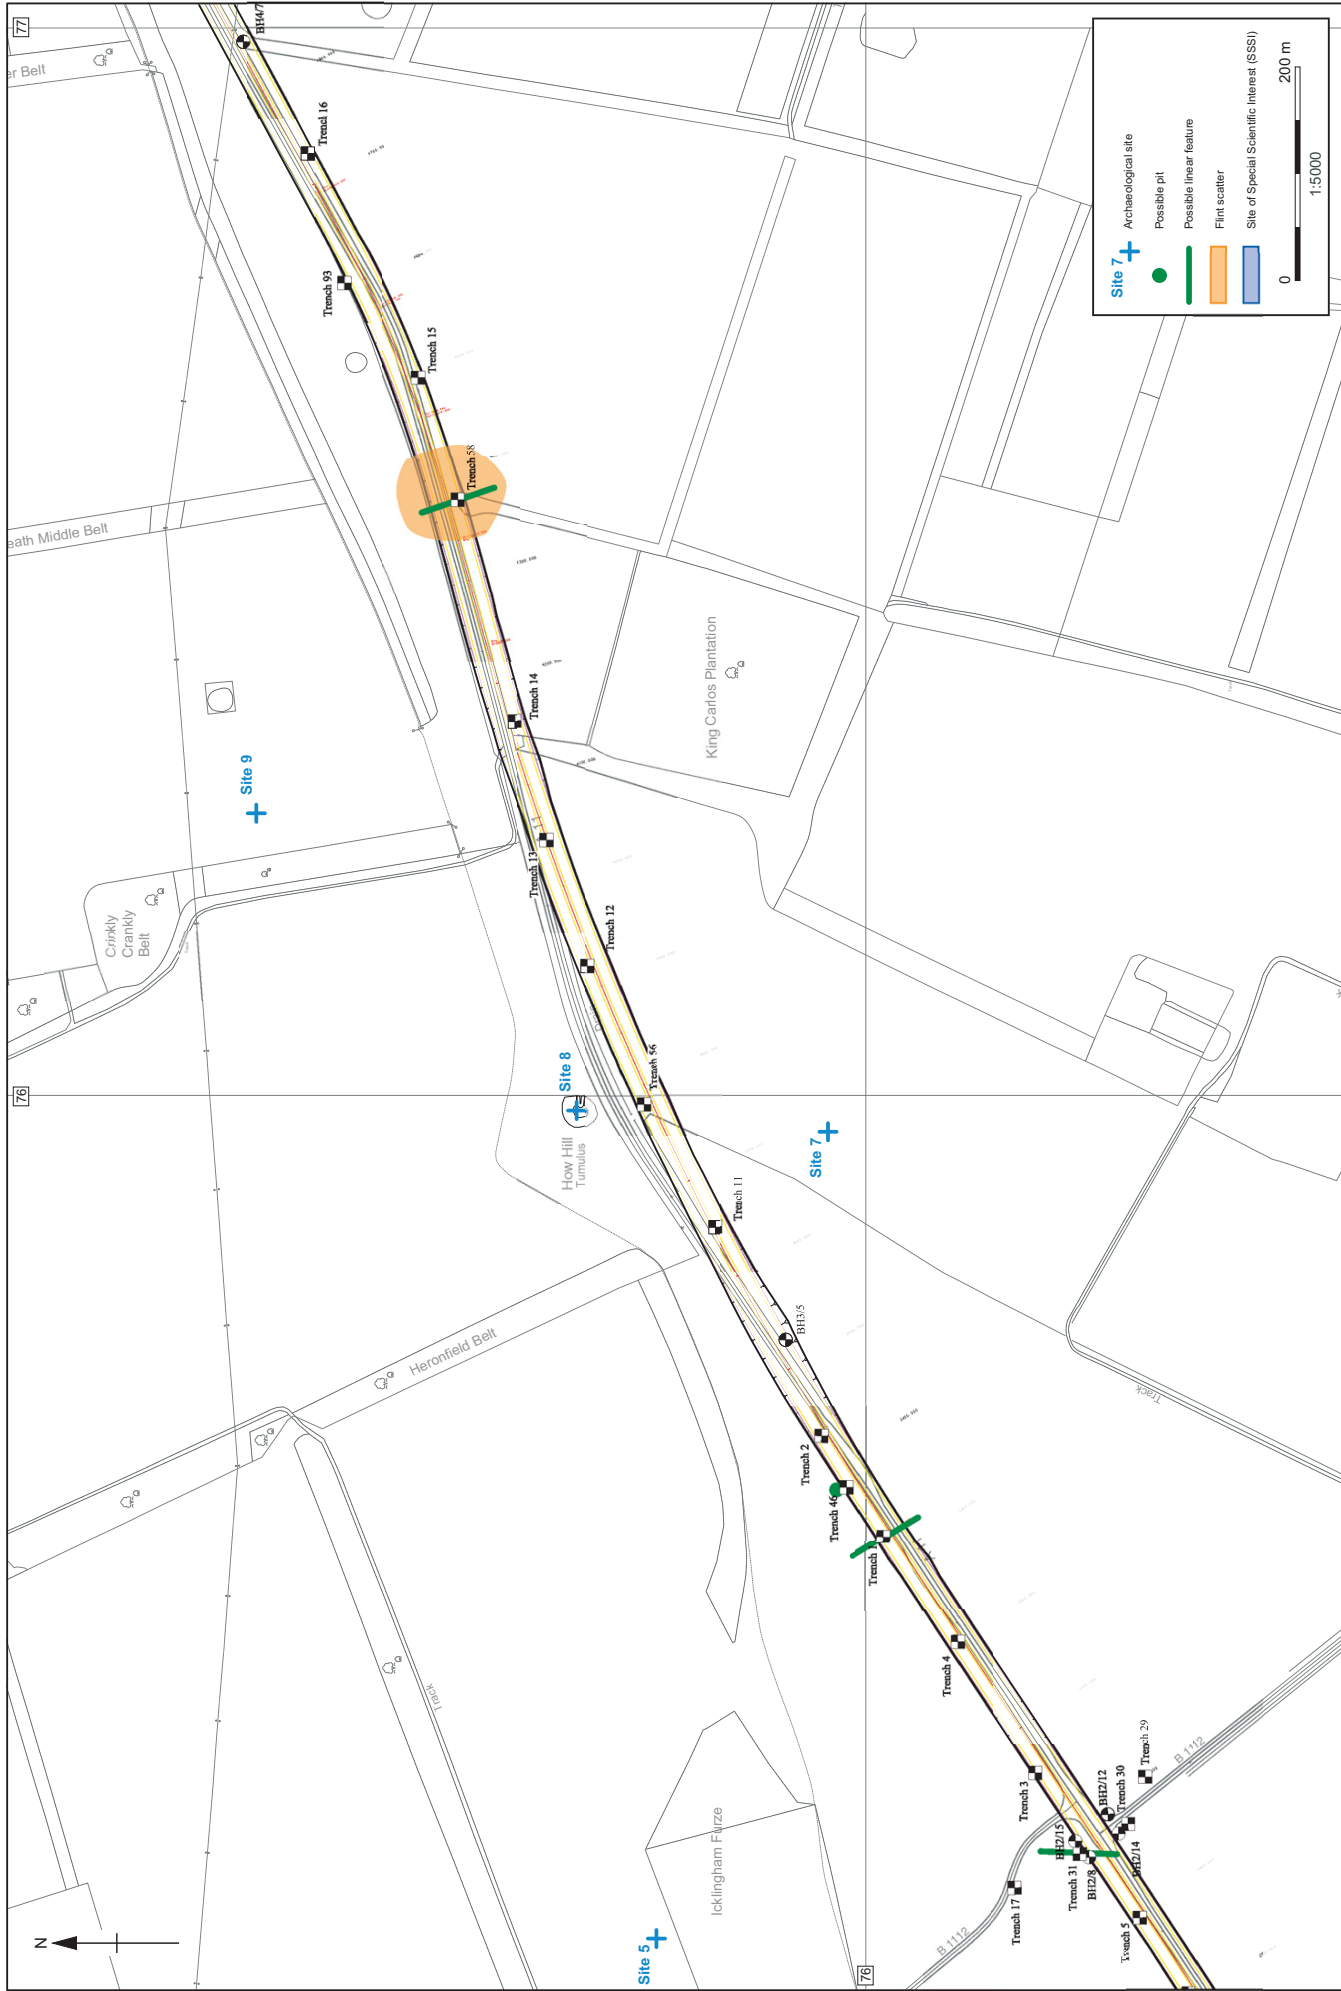 77
er Belt
BH4/7
Trencl 16
Trench 93
Trench 15
Trench 58
eath Middle Belt
Trench 14
King Carlos Plantation
Site 9
Trench 13
Crinkly
Crankly
Belt
Trench 12
Trench 56
76
Site 8
How Hill
Tumulus
Site 7
Trench 11
BH3/5
Heronfield Belt
Track
Trench 2
Trench 46
Trench 1
Trench 4
Track
Trench 3
B 1112
Trench 29
BH2/12
Trench 30
BH2/15
BH2/14
Trench 31
BH2/8
Trench 17
Trench 5
B 1112
Icklingham Furze
Site 5
76
N
Site 7
Archaeological site
Possible pit
Possible linear feature
Flint scatter
Site of Special Scientific Interest (SSSI)
0
200 m
1:5000